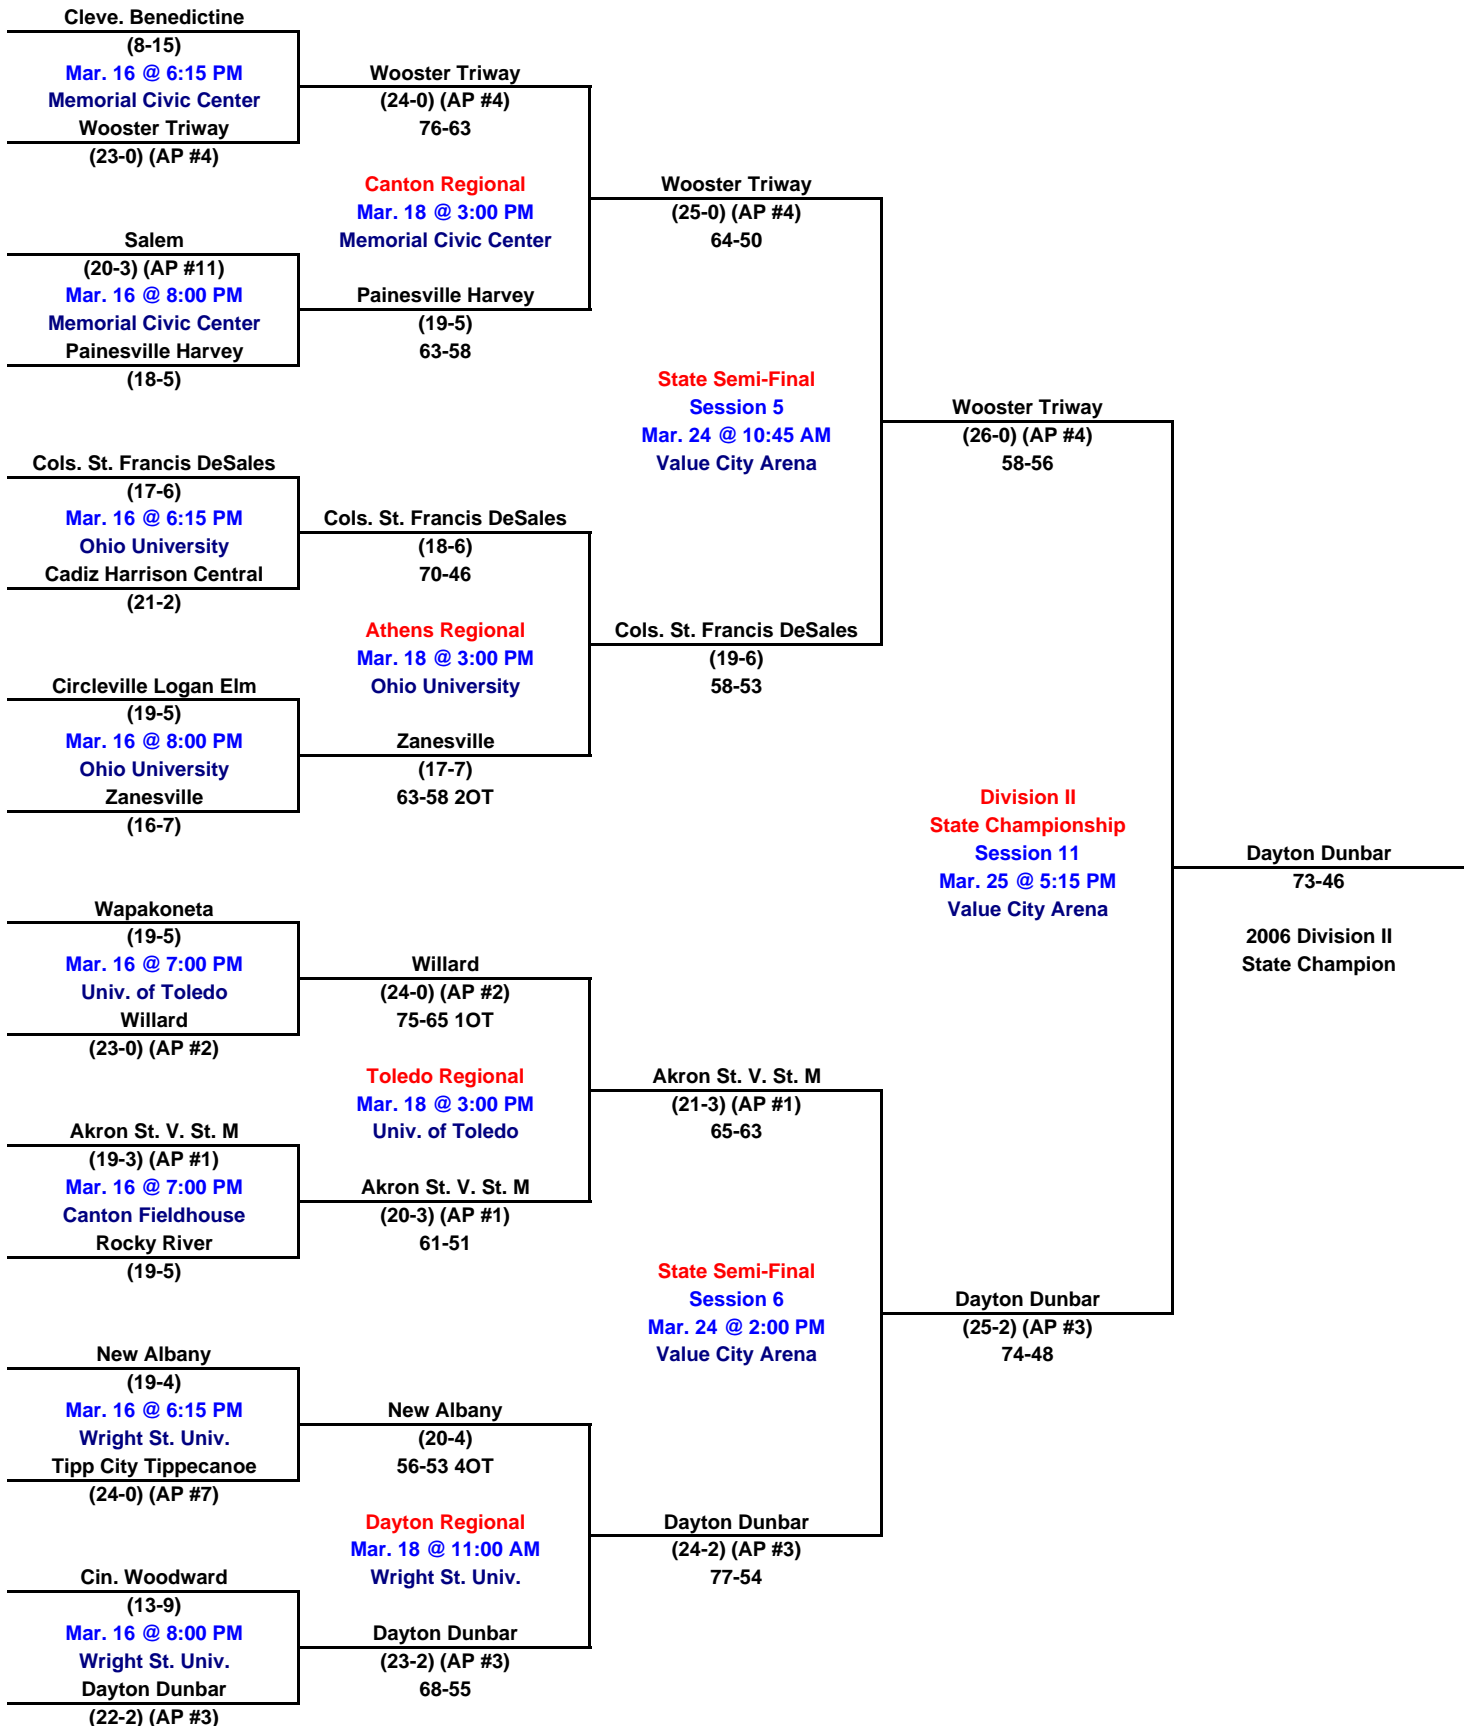 Cleve. Benedictine
(8-15)
Mar. 16 @ 6:15 PM
Memorial Civic Center
Wooster Triway
(23-0) (AP #4)
Salem
(20-3) (AP #11)
Mar. 16 @ 8:00 PM
Memorial Civic Center
Painesville Harvey
(18-5)
Cols. St. Francis DeSales
(17-6)
Mar. 16 @ 6:15 PM
Ohio University
Cadiz Harrison Central
(21-2)
Circleville Logan Elm
(19-5)
Mar. 16 @ 8:00 PM
Ohio University
Zanesville
(16-7)
Wapakoneta
(19-5)
Mar. 16 @ 7:00 PM
Univ. of Toledo
Willard
(23-0) (AP #2)
Akron St. V. St. M
(19-3) (AP #1)
Mar. 16 @ 7:00 PM
Canton Fieldhouse
Rocky River
(19-5)
New Albany
(19-4)
Mar. 16 @ 6:15 PM
Wright St. Univ.
Tipp City Tippecanoe
(24-0) (AP #7)
Cin. Woodward
(13-9)
Mar. 16 @ 8:00 PM
Wright St. Univ.
Dayton Dunbar
(22-2) (AP #3)
Wooster Triway
(24-0) (AP #4)
76-63
Canton Regional
Mar. 18 @ 3:00 PM
Memorial Civic Center
Painesville Harvey
(19-5)
63-58
Cols. St. Francis DeSales
(18-6)
70-46
Athens Regional
Mar. 18 @ 3:00 PM
Ohio University
Zanesville
(17-7)
63-58 2OT
Willard
(24-0) (AP #2)
75-65 1OT
Toledo Regional
Mar. 18 @ 3:00 PM
Univ. of Toledo
Akron St. V. St. M
(20-3) (AP #1)
61-51
New Albany
(20-4)
56-53 4OT
Dayton Regional
Mar. 18 @ 11:00 AM
Wright St. Univ.
Dayton Dunbar
(23-2) (AP #3)
68-55
Wooster Triway
(25-0) (AP #4)
64-50
State Semi-Final
Session 5
Mar. 24 @ 10:45 AM
Value City Arena
Cols. St. Francis DeSales
(19-6)
58-53
Akron St. V. St. M
(21-3) (AP #1)
65-63
State Semi-Final
Session 6
Mar. 24 @ 2:00 PM
Value City Arena
Dayton Dunbar
(24-2) (AP #3)
77-54
Wooster Triway
(26-0) (AP #4)
58-56
Division II
State Championship
Session 11
Mar. 25 @ 5:15 PM
Value City Arena
Dayton Dunbar
(25-2) (AP #3)
74-48
Dayton Dunbar
73-46
2006 Division II
State Champion